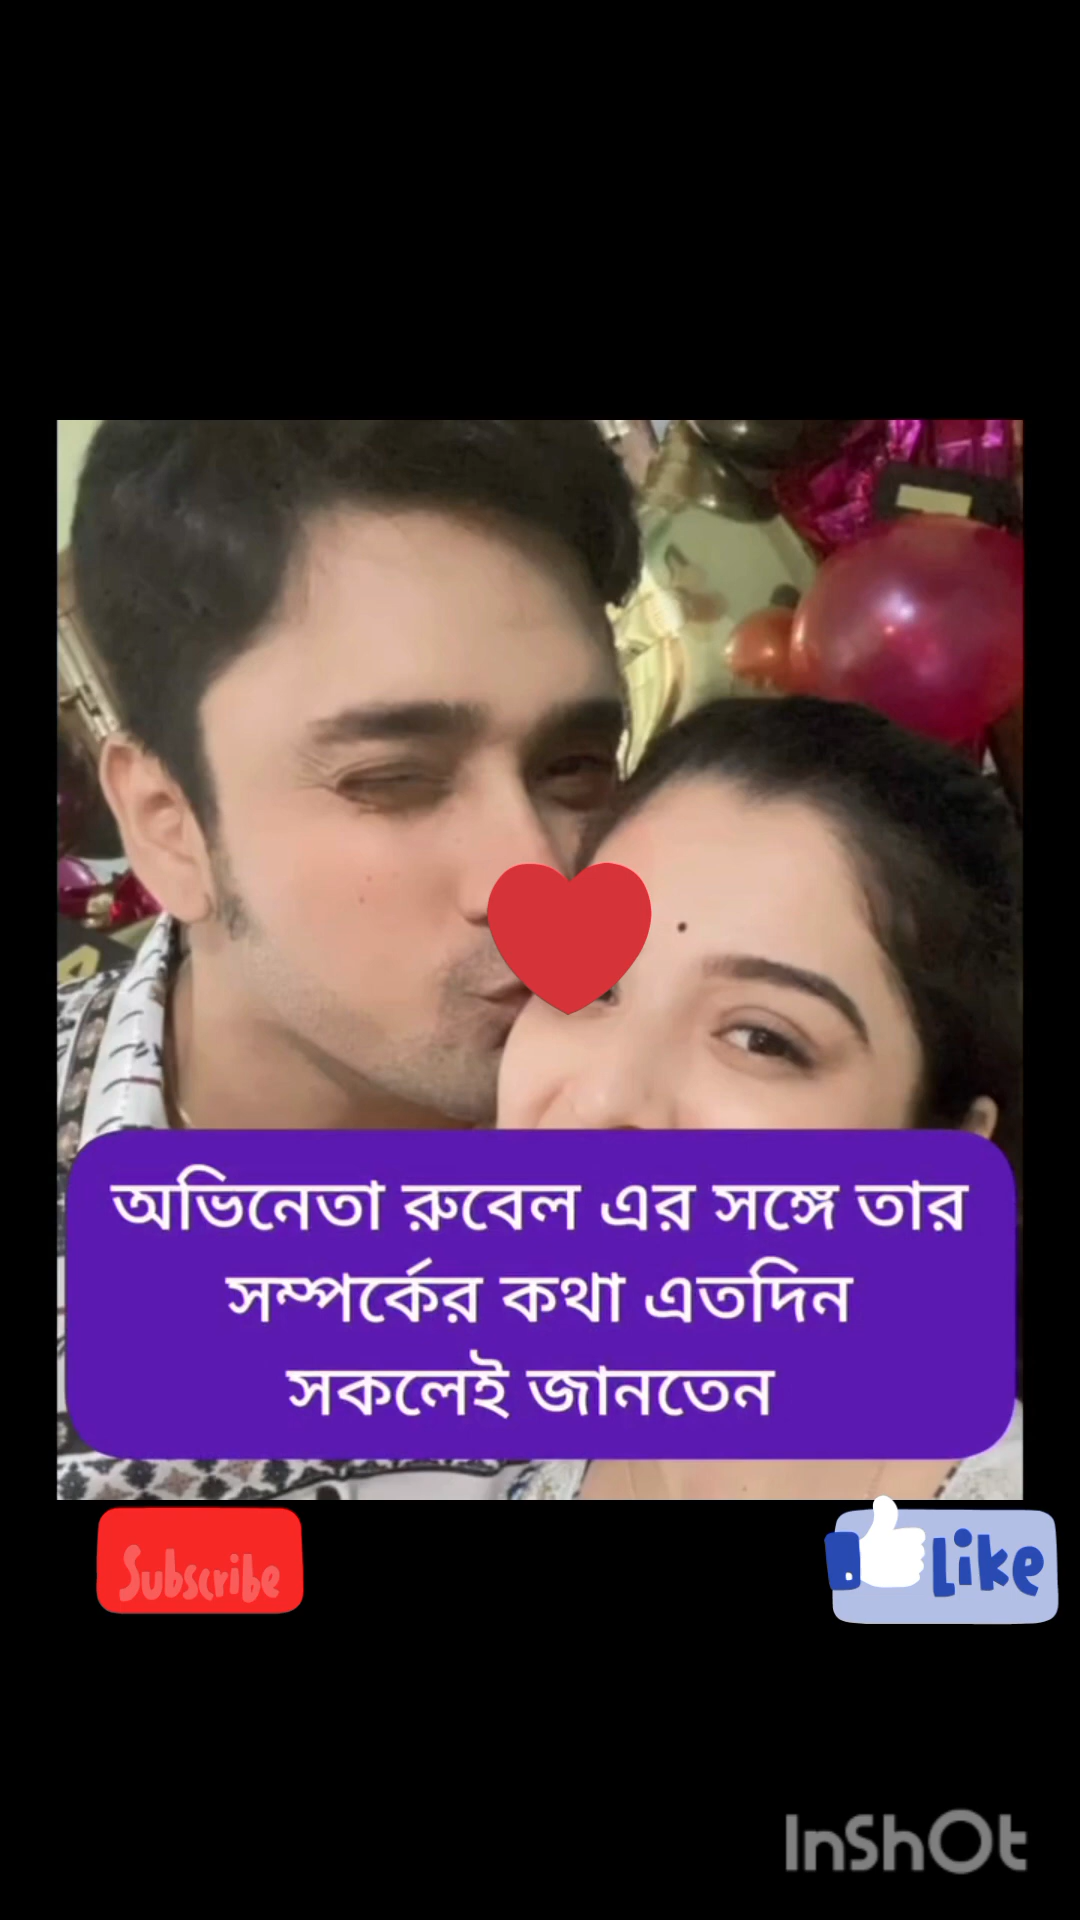 অভিনেতা রুবেল এর সঙ্গে তার
সম্পর্কের কথা এতদিন
সকলেই জানতেন
Subscribe
Like
InShOt